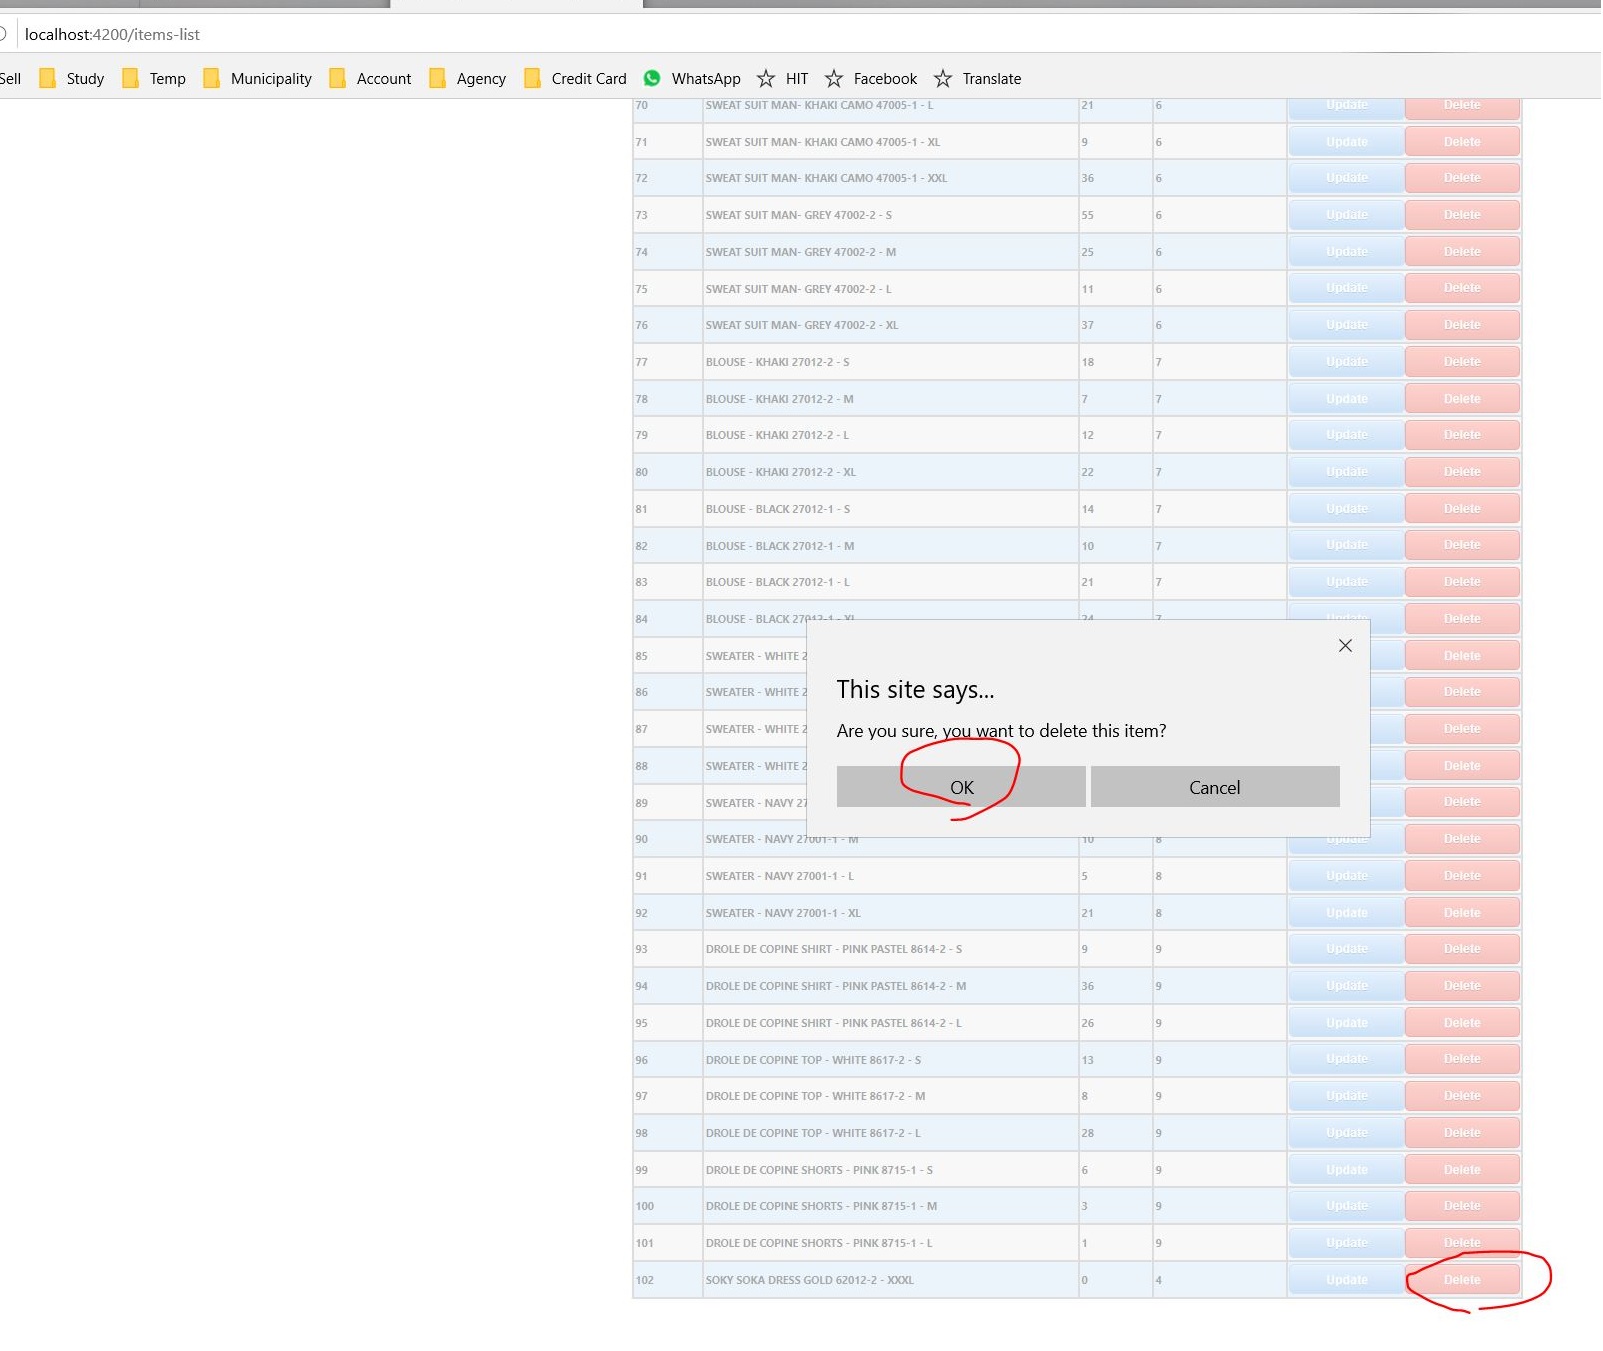 localhost:4200/items-list
Sell Study Temp Municipality Account Agency Credit Card WhatsApp HIT Facebook Translate
70 SWEAT SUIT MAN- KHAKI CAMO 47005-1 - L 21 6 Update Delete
71 SWEAT SUIT MAN- KHAKI CAMO 47005-1 - XL 9 6 Update Delete
72 SWEAT SUIT MAN- KHAKI CAMO 47005-1 - XXL 36 6 Update Delete
73 SWEAT SUIT MAN- GREY 47002-2 - S 55 6 Update Delete
74 SWEAT SUIT MAN- GREY 47002-2 - M 25 6 Update Delete
75 SWEAT SUIT MAN- GREY 47002-2 - L 11 6 Update Delete
76 SWEAT SUIT MAN- GREY 47002-2 - XL 37 6 Update Delete
77 BLOUSE - KHAKI 27012-2 - S 18 7 Update Delete
78 BLOUSE - KHAKI 27012-2 - M 7 7 Update Delete
79 BLOUSE - KHAKI 27012-2 - L 12 7 Update Delete
80 BLOUSE - KHAKI 27012-2 - XL 22 7 Update Delete
81 BLOUSE - BLACK 27012-1 - S 14 7 Update Delete
82 BLOUSE - BLACK 27012-1 - M 10 7 Update Delete
83 BLOUSE - BLACK 27012-1 - L 21 7 Update Delete
84 BLOUSE - BLACK 27012-1 - XL 24 7 Update Delete
85 SWEATER - WHITE 2 Delete
86 SWEATER - WHITE 2 Delete
87 SWEATER - WHITE 2 Delete
88 SWEATER - WHITE 2 Delete
89 SWEATER - NAVY 27 Delete
This site says...
Are you sure, you want to delete this item?
OK Cancel
90 SWEATER - NAVY 27001-1 - M 10 8 Update Delete
91 SWEATER - NAVY 27001-1 - L 5 8 Update Delete
92 SWEATER - NAVY 27001-1 - XL 21 8 Update Delete
93 DROLE DE COPINE SHIRT - PINK PASTEL 8614-2 - S 9 9 Update Delete
94 DROLE DE COPINE SHIRT - PINK PASTEL 8614-2 - M 36 9 Update Delete
95 DROLE DE COPINE SHIRT - PINK PASTEL 8614-2 - L 26 9 Update Delete
96 DROLE DE COPINE TOP - WHITE 8617-2 - S 13 9 Update Delete
97 DROLE DE COPINE TOP - WHITE 8617-2 - M 8 9 Update Delete
98 DROLE DE COPINE TOP - WHITE 8617-2 - L 28 9 Update Delete
99 DROLE DE COPINE SHORTS - PINK 8715-1 - S 6 9 Update Delete
100 DROLE DE COPINE SHORTS - PINK 8715-1 - M 3 9 Update Delete
101 DROLE DE COPINE SHORTS - PINK 8715-1 - L 1 9 Update Delete
102 SOKY SOKA DRESS GOLD 62012-2 - XXXL 0 4 Update Delete